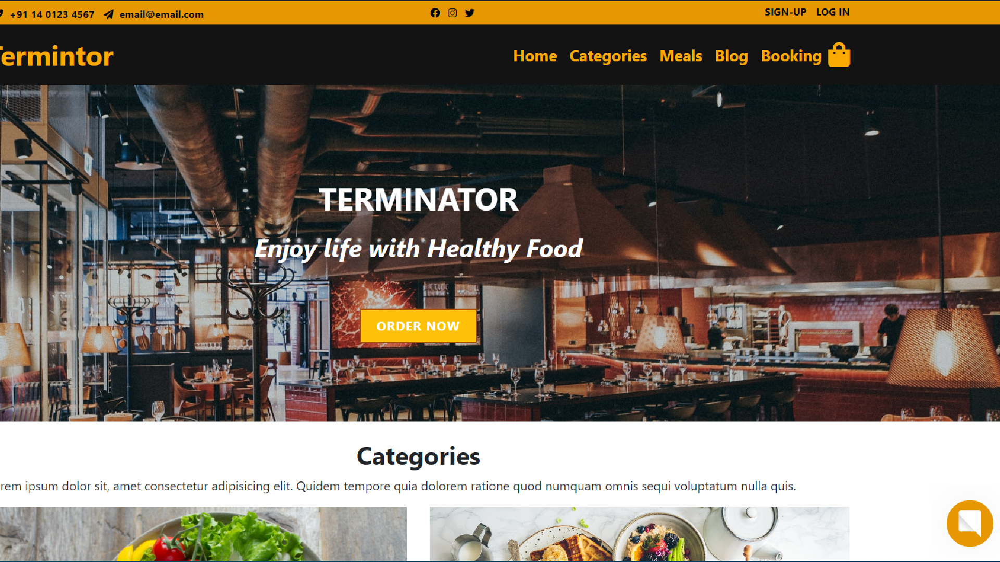 +91 14 0123 4567 email@email.com
SIGN-UP LOG IN
Termintor
Home Categories Meals Blog Booking
TERMINATOR
Enjoy life with Healthy Food
ORDER NOW
Categories
rem ipsum dolor sit, amet consectetur adipisicing elit. Quidem tempore quia dolorem ratione quod numquam omnis sequi voluptatum nulla quis.